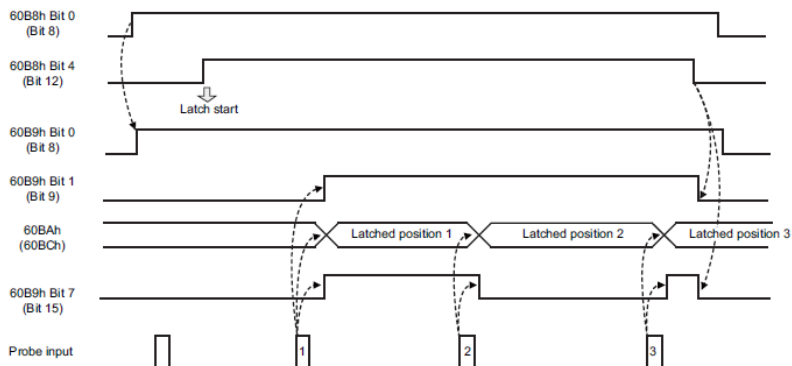 60B8h Bit 0
(Bit 8)
60B8h Bit 4
(Bit 12)
Latch start
60B9h Bit 0
(Bit 8)
60B9h Bit 1
(Bit 9)
60BAh
(60BCh)
Latched position 1
Latched position 2
Latched position 3
60B9h Bit 7
(Bit 15)
Probe input
1
2
3